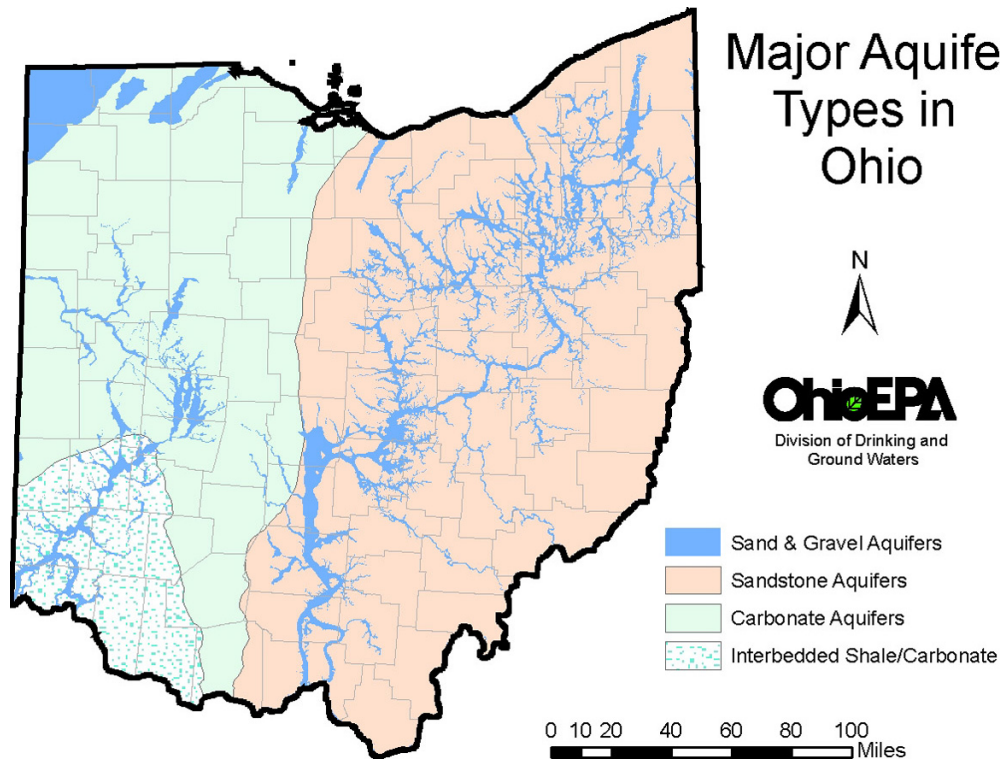 Major Aquife
Types in
Ohio
N
OhioEPA
Division of Drinking and
Ground Waters
Sand & Gravel Aquifers
Sandstone Aquifers
Carbonate Aquifers
Interbedded Shale/Carbonate
0 10 20 40 60 80 100
Miles